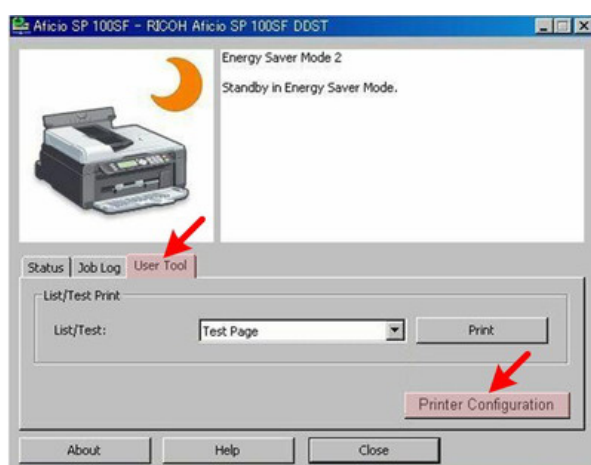 Aficio SP 100SF - RICOH Aficio SP 100SF DDST
Energy Saver Mode 2
Standby in Energy Saver Mode.
Status Job Log User Tool
List/Test Print
List/Test: Test Page Print
Printer Configuration
About Help Close